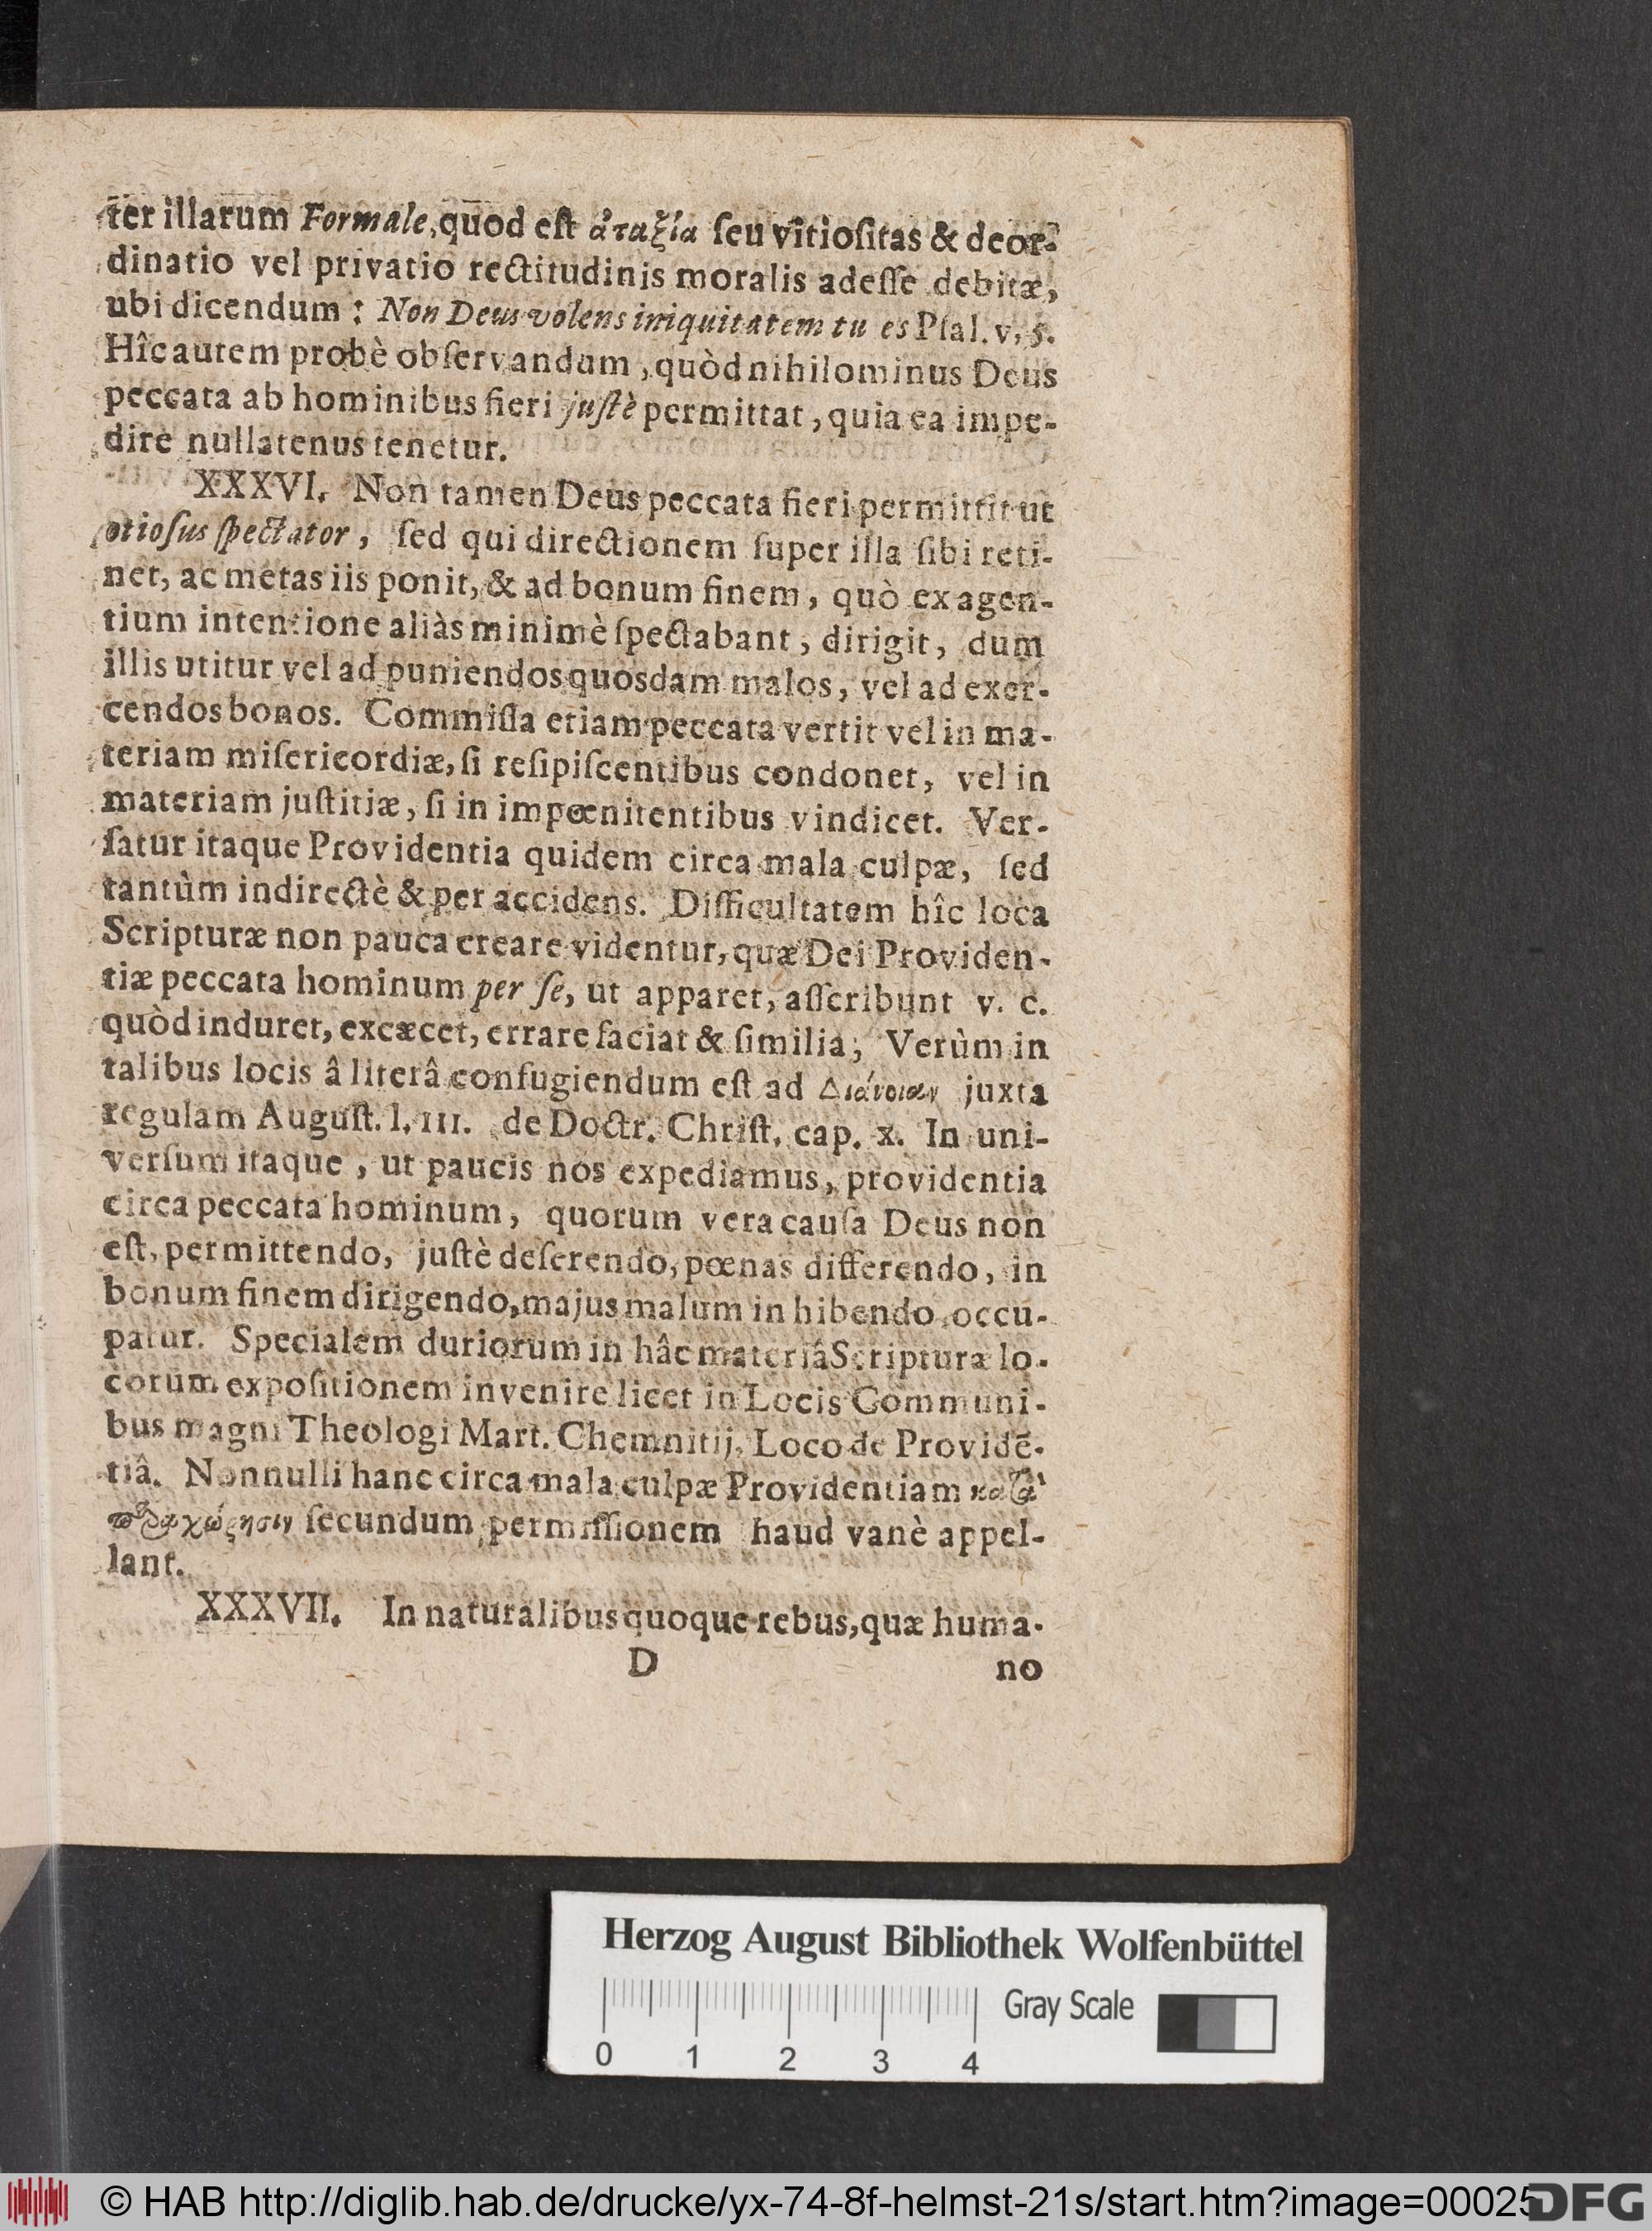 ter illarum Formale, quod eſt ἀταξία ſeu vitioſitas & deor-
dinatio vel privatio rectitudinis moralis adeſſe debitæ,
ubi dicendum: Non Deus volens iniquitatem tu es Pſal. v, 5.
Hîc autem probè obſervandum, quòd nihilominus Deus
peccata ab hominibus fieri juſtè permittat, quia ea impe-
dire nullatenus tenetur.
XXXVI. Non tamen Deus peccata fieri permittit ut
otioſus ſpectator, ſed qui directionem ſuper illa ſibi reti-
net, ac metas iis ponit, & ad bonum finem, quò ex agen-
tium intentione aliàs minimè ſpectabant, dirigit, dum
illis utitur vel ad puniendos quosdam malos, vel ad exer-
cendos bonos. Commiſſa etiam peccata vertit vel in ma-
teriam miſericordiæ, ſi reſipiſcentibus condonet, vel in
materiam juſtitiæ, ſi in impœnitentibus vindicet. Ver-
ſatur itaque Providentia quidem circa mala culpæ, ſed
tantùm indirectè & per accidens. Difficultatem hîc loca
Scripturæ non pauca creare videntur, quæ Dei Providen-
tiæ peccata hominum per ſe, ut apparet, aſſcribunt v. c.
quòd induret, excæcet, errare faciat & ſimilia; Verùm in
talibus locis â literâ confugiendum eſt ad Διάνοιαν juxta
regulam Auguſt. l. III. de Doctr. Chriſt. cap. x. In uni-
verſum itaque, ut paucis nos expediamus, providentia
circa peccata hominum, quorum vera cauſa Deus non
eſt, permittendo, juſtè deſerendo, pœnas differendo, in
bonum finem dirigendo, majus malum inhibendo occu-
patur. Specialem duriorum in hâc materiâ Scripturæ lo-
corum expoſitionem invenire licet in Locis Communi-
bus magni Theologi Mart. Chemnitij, Loco de Providē-
tiâ. Nonnulli hanc circa mala culpæ Providentiam κατὰ
παραχώρησιν ſecundum permiſſionem haud vanè appel-
lant.
XXXVII. In naturalibus quoque rebus, quæ huma-
D no
Herzog August Bibliothek Wolfenbüttel
Gray Scale
0 1 2 3 4
© HAB http://diglib.hab.de/drucke/yx-74-8f-helmst-21s/start.htm?image=00025
DFG